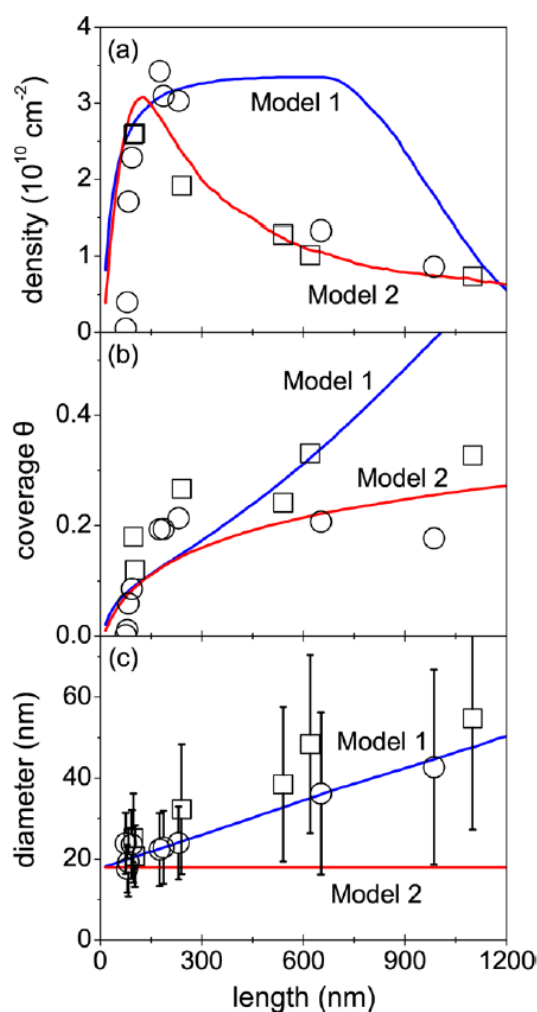 (a)
4
3
2
1
0
density (10¹⁰ cm⁻²)
Model 1
Model 2
(b)
0.4
0.2
0.0
coverage θ
Model 1
Model 2
(c)
60
40
20
0
diameter (nm)
Model 1
Model 2
0 300 600 900 1200
length (nm)